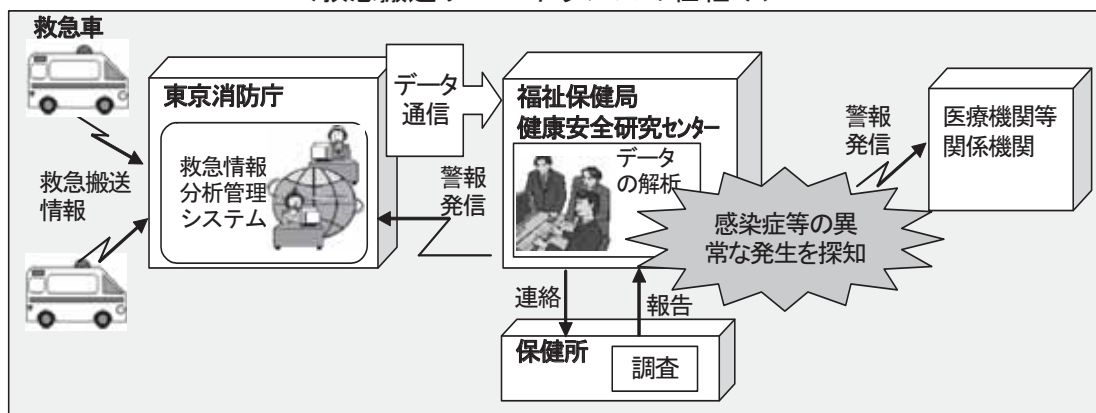 救急車
東京消防庁
救急情報
分析管理
システム
救急搬送
情報
データ
通信
警報
発信
福祉保健局
健康安全研究センター
データ
の解析
感染症等の異
常な発生を探知
警報
発信
医療機関等
関係機関
連絡
報告
保健所
調査